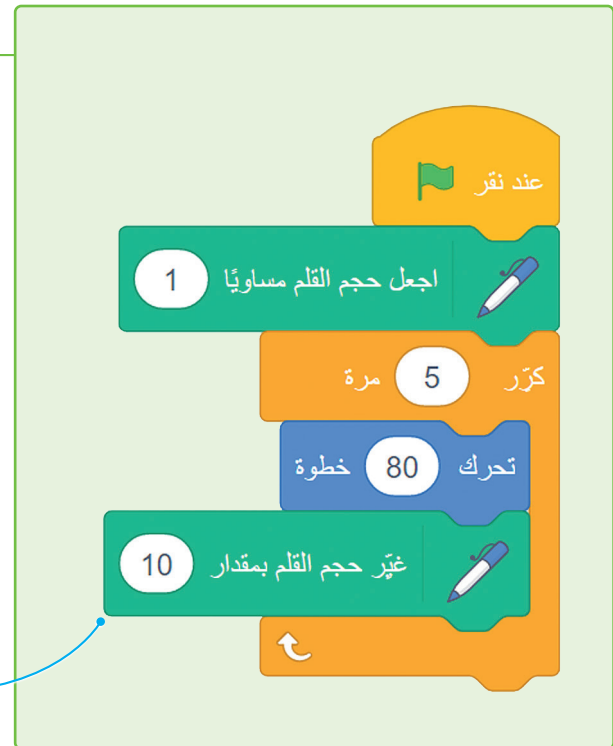 عند نقر
اجعل حجم القلم مساويًا 1
كرّر 5 مرة
تحرك 80 خطوة
غيّر حجم القلم بمقدار 10